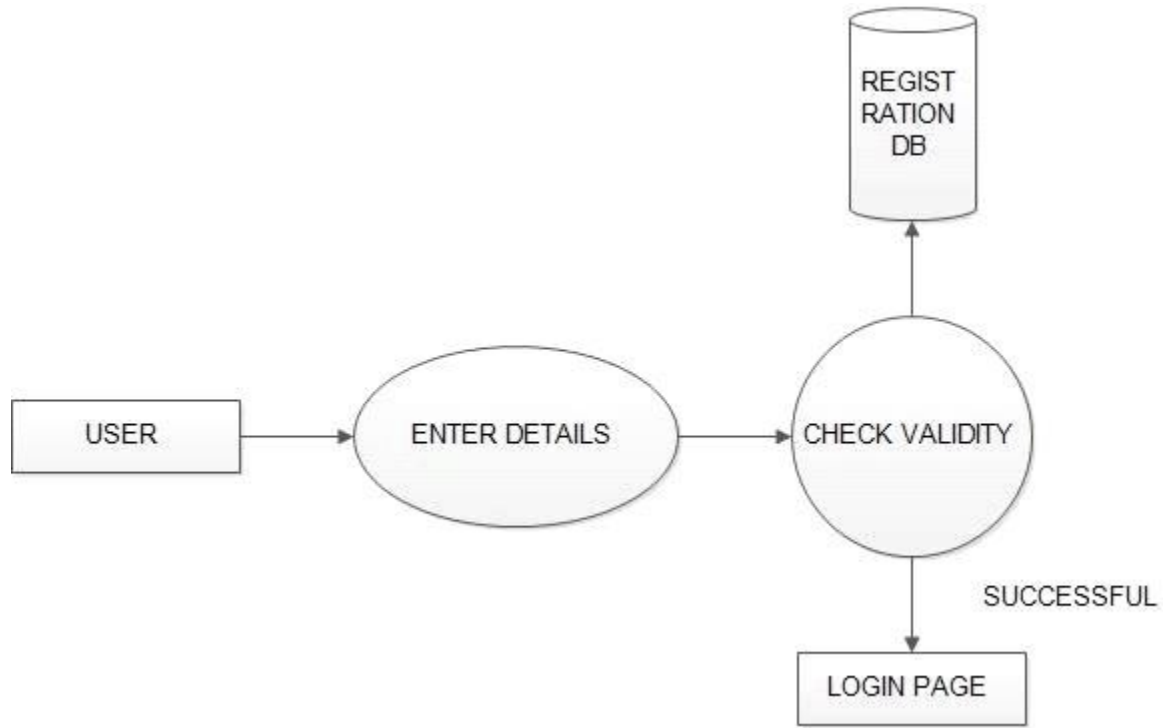 REGIST
RATION
DB
USER
ENTER DETAILS
CHECK VALIDITY
SUCCESSFUL
LOGIN PAGE